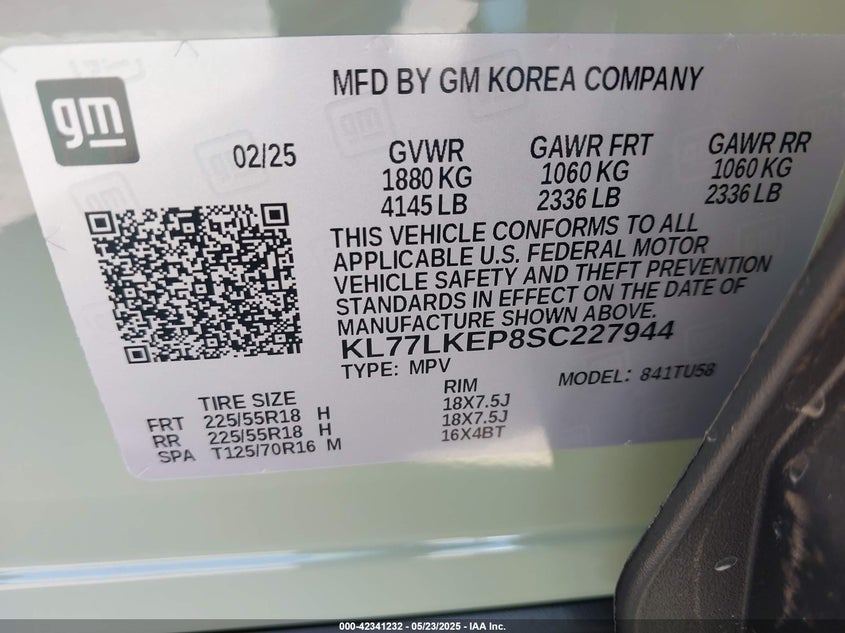 gm
MFD BY GM KOREA COMPANY
02/25 GVWR GAWR FRT GAWR RR
1880 KG 1060 KG 1060 KG
4145 LB 2336 LB 2336 LB
THIS VEHICLE CONFORMS TO ALL
APPLICABLE U.S. FEDERAL MOTOR
VEHICLE SAFETY AND THEFT PREVENTION
STANDARDS IN EFFECT ON THE DATE OF
MANUFACTURE SHOWN ABOVE.
KL77LKEP8SC227944
TYPE: MPV MODEL: 841TU58
TIRE SIZE RIM
FRT 225/55R18 H 18X7.5J
RR 225/55R18 H 18X7.5J
SPA T125/70R16 M 16X4BT
000-42341232 — 05/23/2025 — IAA Inc.